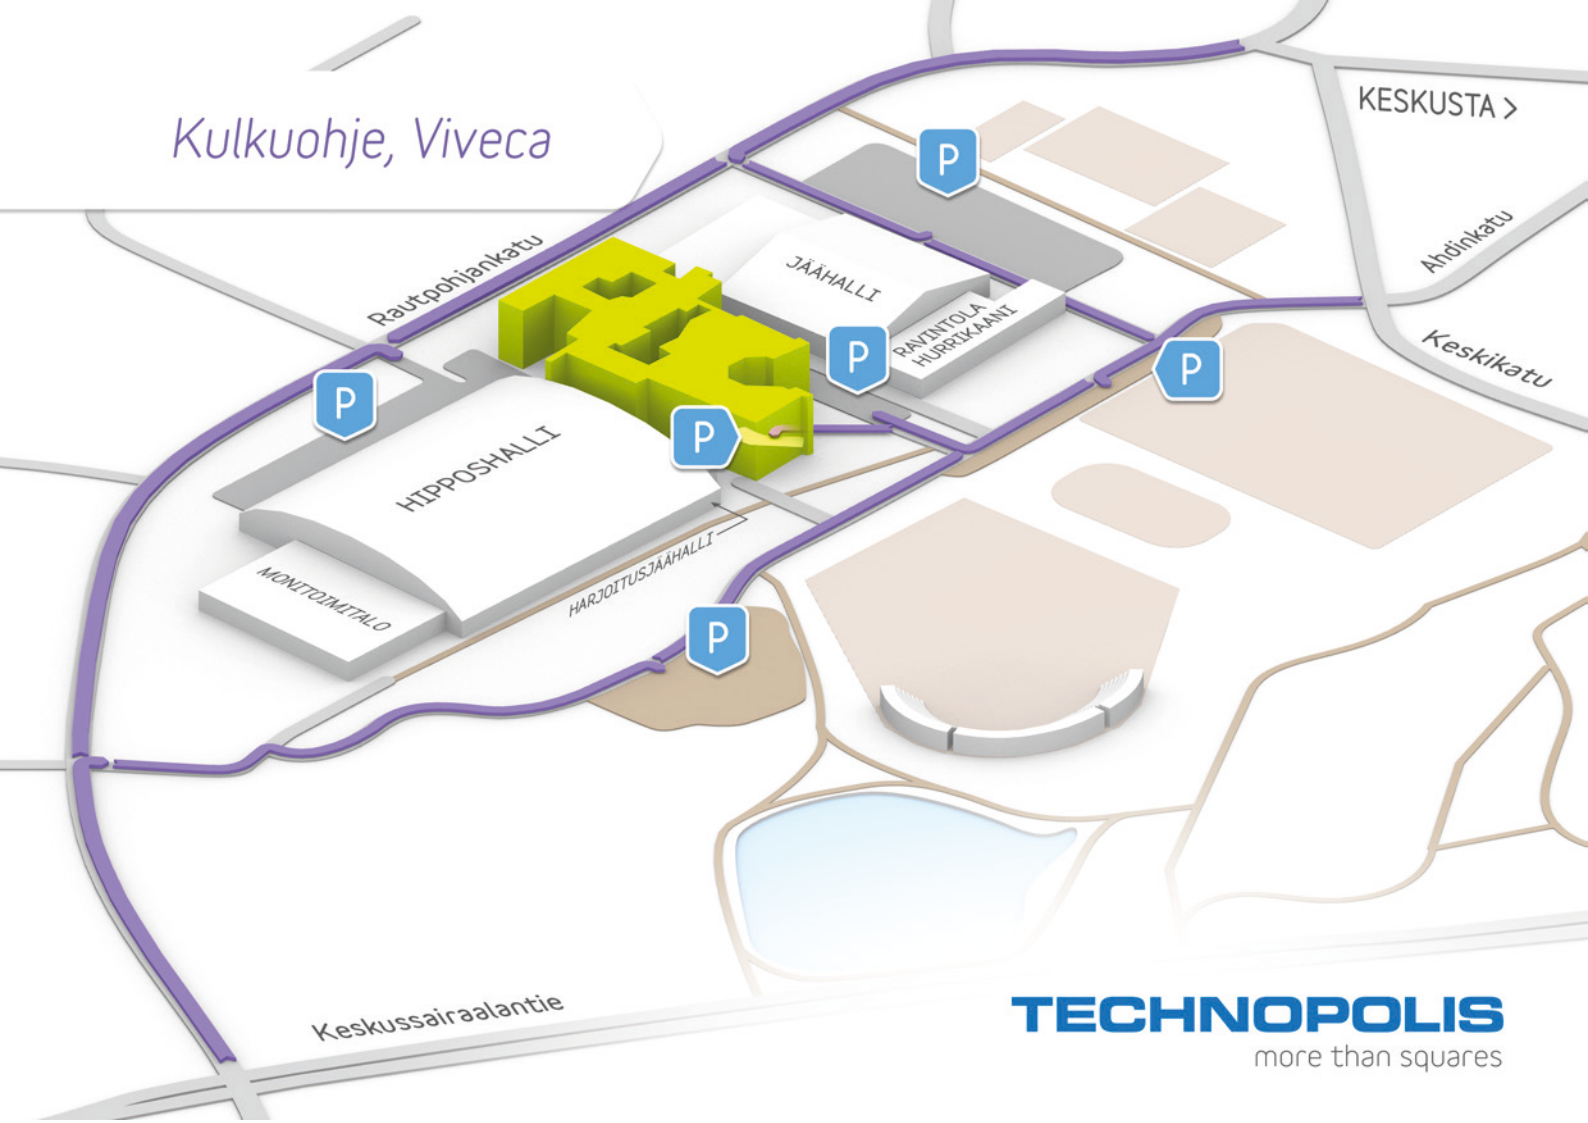 Kulkuohje, Viveca
KESKUSTA >
P
Rautpohjankatu
Ahdinkatu
JÄÄHALLI
RAVINTOLA
HURRIKAANI
P
P
Keskikatu
P
P
HIPPOSHALLI
HARJOITUSJÄÄHALLI
MONITOIMITALO
P
Keskussairaalantie
TECHNOPOLIS
more than squares